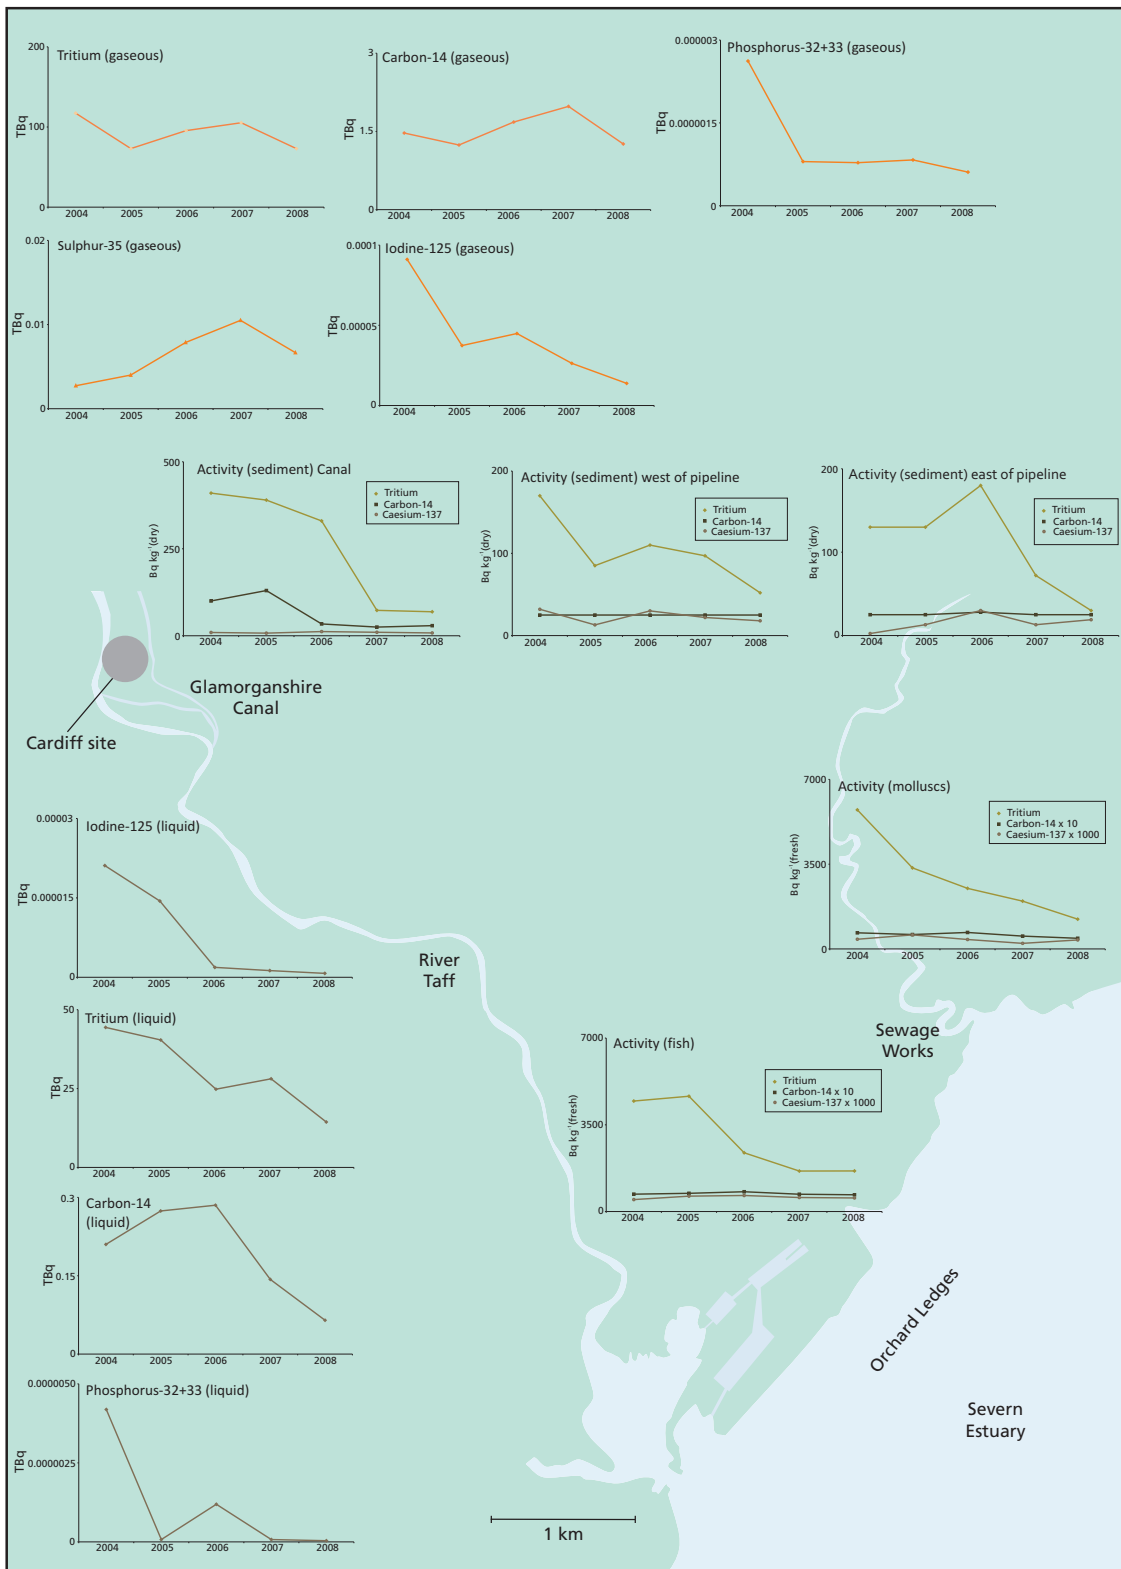 Tritium (gaseous)
200
100
0
TBq
2004 2005 2006 2007 2008
Carbon-14 (gaseous)
3
1.5
0
TBq
2004 2005 2006 2007 2008
Phosphorus-32+33 (gaseous)
0.000003
0.0000015
0
TBq
2004 2005 2006 2007 2008
Sulphur-35 (gaseous)
0.02
0.01
0
TBq
2004 2005 2006 2007 2008
Iodine-125 (gaseous)
0.0001
0.00005
0
TBq
2004 2005 2006 2007 2008
Activity (sediment) Canal
500
250
0
Bq kg-1(dry)
Tritium
Carbon-14
Caesium-137
2004 2005 2006 2007 2008
Activity (sediment) west of pipeline
200
100
0
Bq kg-1(dry)
Tritium
Carbon-14
Caesium-137
2004 2005 2006 2007 2008
Activity (sediment) east of pipeline
200
100
0
Bq kg-1(dry)
Tritium
Carbon-14
Caesium-137
2004 2005 2006 2007 2008
Glamorganshire
Canal
Cardiff site
Activity (molluscs)
7000
3500
0
Bq kg-1(fresh)
Tritium
Carbon-14 x 10
Caesium-137 x 1000
2004 2005 2006 2007 2008
Iodine-125 (liquid)
0.00003
0.000015
0
TBq
2004 2005 2006 2007 2008
River
Taff
Tritium (liquid)
50
25
0
TBq
2004 2005 2006 2007 2008
Sewage
Works
Activity (fish)
7000
3500
0
Bq kg-1(fresh)
Tritium
Carbon-14 x 10
Caesium-137 x 1000
2004 2005 2006 2007 2008
Carbon-14
(liquid)
0.3
0.15
0
TBq
2004 2005 2006 2007 2008
Orchard Ledges
Severn
Estuary
Phosphorus-32+33 (liquid)
0.0000050
0.0000025
0
TBq
2004 2005 2006 2007 2008
1 km